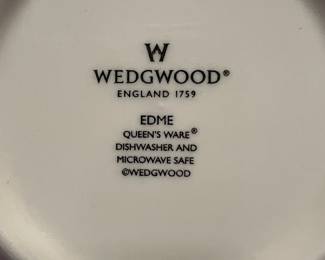 W
WEDGWOOD®
ENGLAND 1759
EDME
QUEEN'S WARE®
DISHWASHER AND
MICROWAVE SAFE
©WEDGWOOD